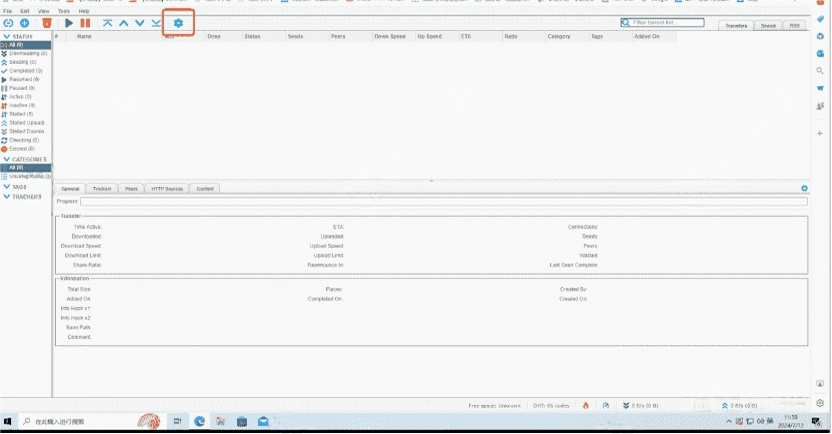 File Edit View Tools Help
Filter torrent list...
Transfers Search RSS
STATUS
All (0)
Downloading (0)
Seeding (0)
Completed (0)
Resumed (0)
Paused (0)
Active (0)
Inactive (0)
Stalled (0)
Stalled Uploadi
Stalled Downlo
Checking (0)
Errored (0)
CATEGORIES
All (0)
Uncategorized (0)
TAGS
TRACKERS
# Name Size Done Status Seeds Peers Down Speed Up Speed ETA Ratio Category Tags Added On
General Trackers Peers HTTP Sources Content
Progress:
Transfer
Time Active: ETA: Connections:
Downloaded: Uploaded: Seeds:
Download Speed: Upload Speed: Peers:
Download Limit: Upload Limit: Wasted:
Share Ratio: Reannounce In: Last Seen Complete:
Information
Total Size: Pieces: Created By:
Added On: Completed On: Created On:
Info Hash v1:
Info Hash v2:
Save Path:
Comment:
Free space: Unknown DHT: 66 nodes 0 B/s (0 B) 0 B/s (0 B)
在此输入进行搜索
英
11:38
2024/7/12